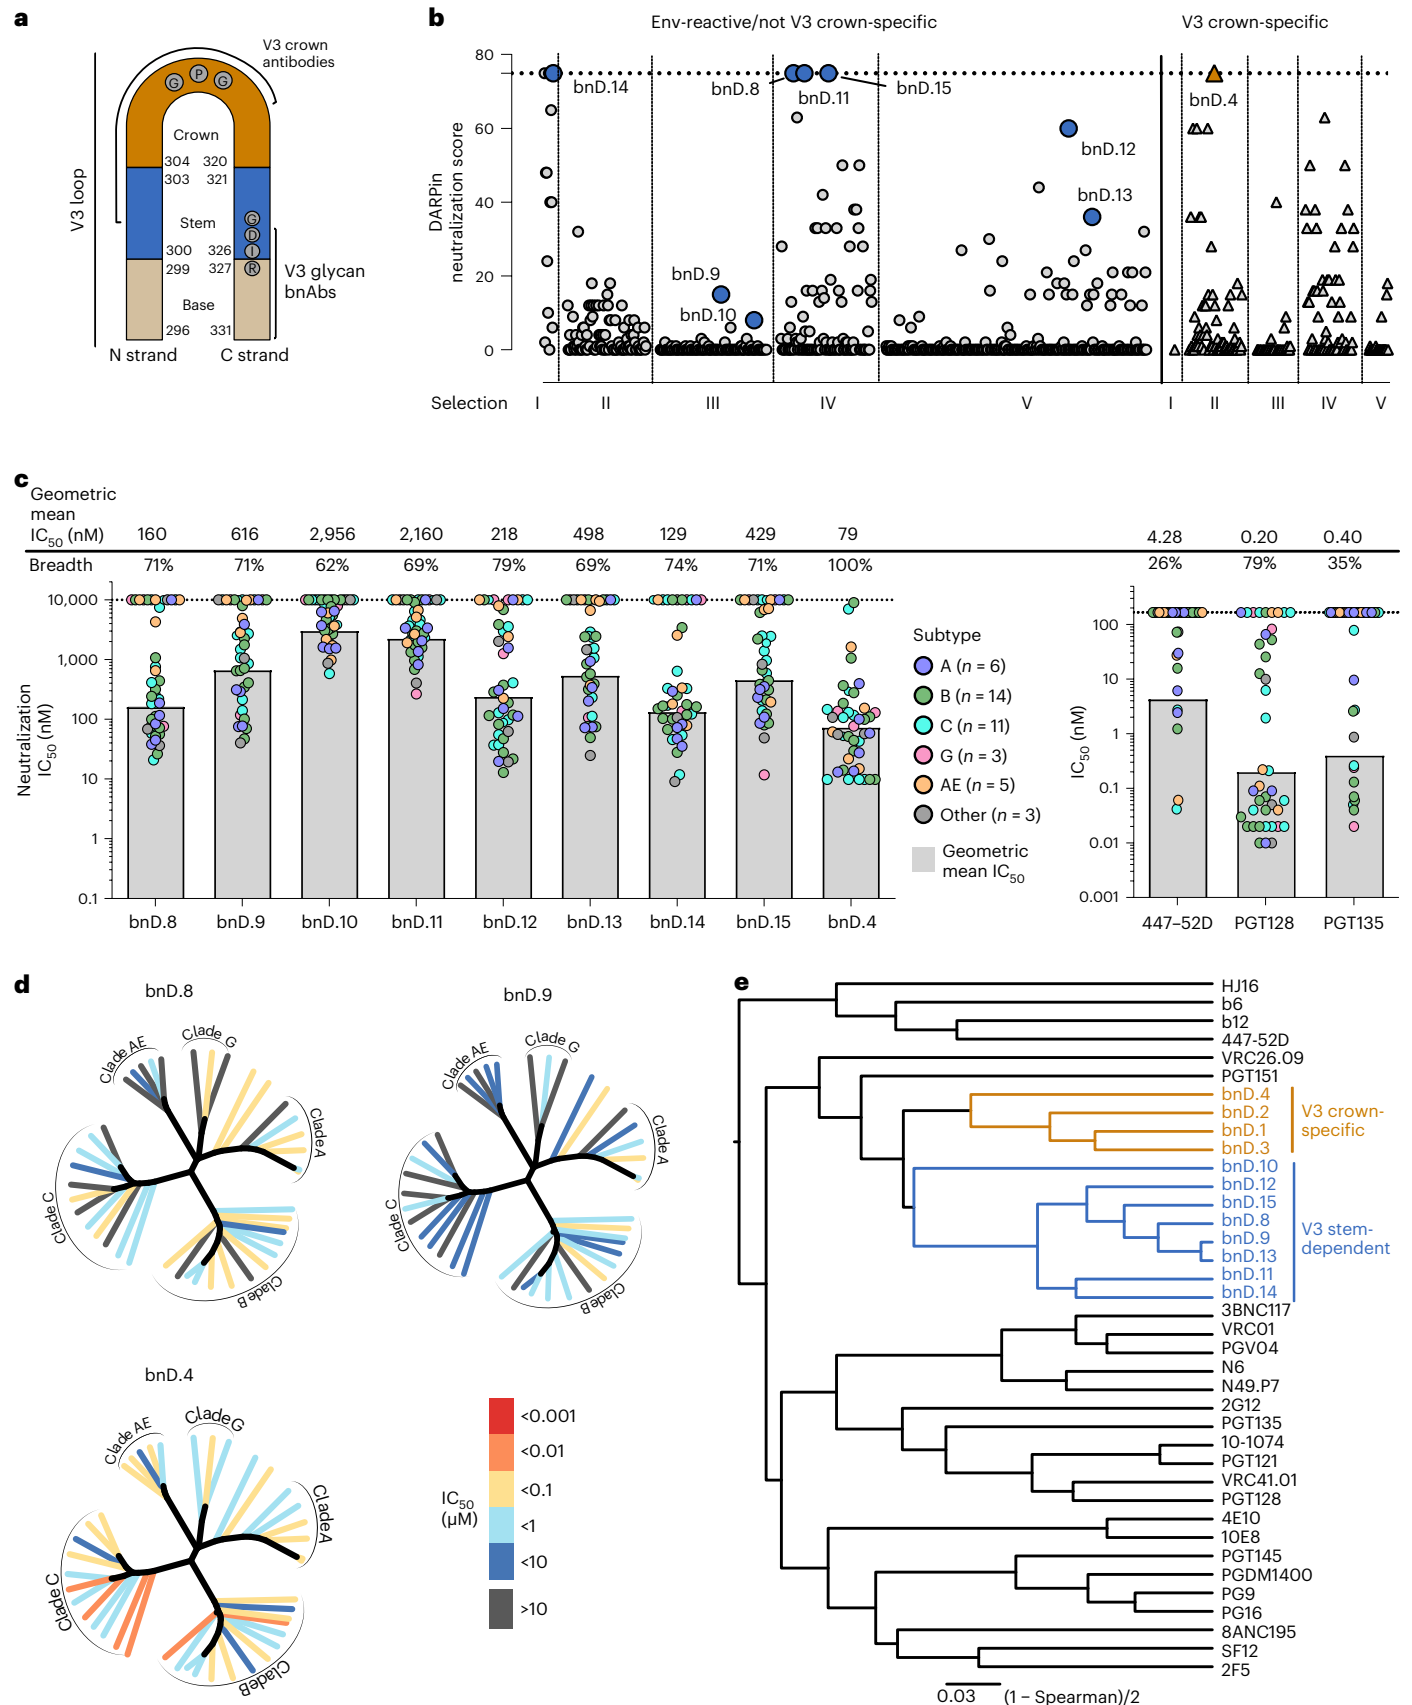 a
V3 crown
antibodies
G P G
V3 loop
Crown
304 320
303 321
Stem
G
D
I
R
300 326
299 327
V3 glycan
bnAbs
Base
296 331
N strand C strand
b
Env-reactive/not V3 crown-specific
V3 crown-specific
DARPin
neutralization score
80
60
40
20
0
bnD.14
bnD.8
bnD.11
bnD.15
bnD.12
bnD.13
bnD.9
bnD.10
bnD.4
Selection I II III IV V I II III IV V
c
Geometric
mean
IC50 (nM) 160 616 2,956 2,160 218 498 129 429 79 4.28 0.20 0.40
Breadth 71% 71% 62% 69% 79% 69% 74% 71% 100% 26% 79% 35%
Neutralization
IC50 (nM)
10,000
1,000
100
10
1
0.1
bnD.8 bnD.9 bnD.10 bnD.11 bnD.12 bnD.13 bnD.14 bnD.15 bnD.4
Subtype
A (n = 6)
B (n = 14)
C (n = 11)
G (n = 3)
AE (n = 5)
Other (n = 3)
Geometric
mean IC50
IC50 (nM)
100
10
1
0.1
0.01
0.001
447–52D PGT128 PGT135
d
bnD.8
Clade AE
Clade G
Clade A
Clade C
Clade B
bnD.9
Clade AE
Clade G
Clade A
Clade C
Clade B
bnD.4
Clade AE
Clade G
Clade A
Clade C
Clade B
IC50
(μM)
<0.001
<0.01
<0.1
<1
<10
>10
e
HJ16
b6
b12
447-52D
VRC26.09
PGT151
bnD.4
bnD.2
bnD.1
bnD.3
V3 crown-
specific
bnD.10
bnD.12
bnD.15
bnD.8
bnD.9
bnD.13
bnD.11
bnD.14
V3 stem-
dependent
3BNC117
VRC01
PGV04
N6
N49.P7
2G12
PGT135
10-1074
PGT121
VRC41.01
PGT128
4E10
10E8
PGT145
PGDM1400
PG9
PG16
8ANC195
SF12
2F5
0.03 (1 – Spearman)/2